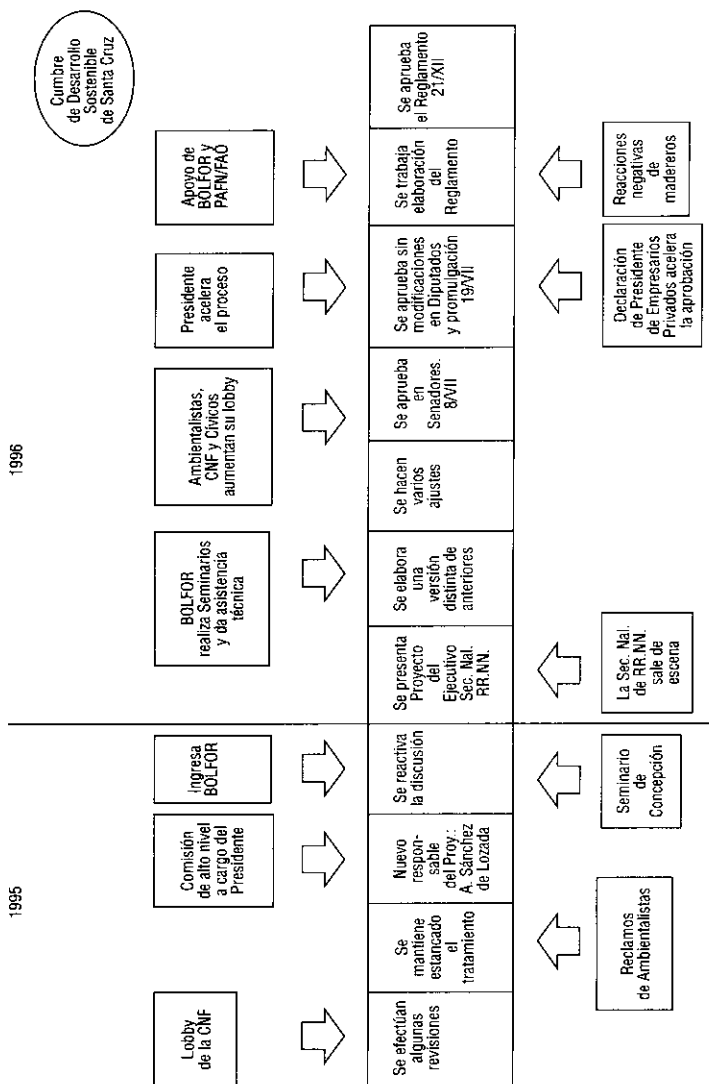 1995
1996
Cumbre
de Desarrollo
Sostenible
de Santa Cruz
Lobby
de la CNF
Comisión
de alto nivel
a cargo del
Presidente
Ingresa
BOLFOR
BOLFOR
realiza Seminarios
y da asistencia
técnica
Ambientalistas,
CNF y Cívicos
aumentan su lobby
Presidente
acelera
el proceso
Apoyo de
BOLFOR y
PAFN/FAO
Se efectúan
algunas
revisiones
Se
mantiene
estancado
el
tratamiento
Nuevo
respon-
sable
del Proy.:
A. Sánchez
de Lozada
Se reactiva
la discusión
Se presenta
Proyecto
del
Ejecutivo
Sec. Nal.
RR.NN.
Se elabora
una
versión
distinta de
anteriores
Se hacen
varios
ajustes
Se aprueba
en
Senadores.
8/VII
Se aprueba sin
modificaciones
en Diputados
y promulgación
19/VII
Se trabaja
elaboración
del
Reglamento
Se aprueba
el Reglamento
21/XII
Reclamos
de Ambientalistas
Seminario
de
Concepción
La Sec. Nal.
de RR.NN.
sale de
escena
Declaración
de Presidente
de Empresarios
Privados acelera
la aprobación
Reacciones
negativas
de
madereros